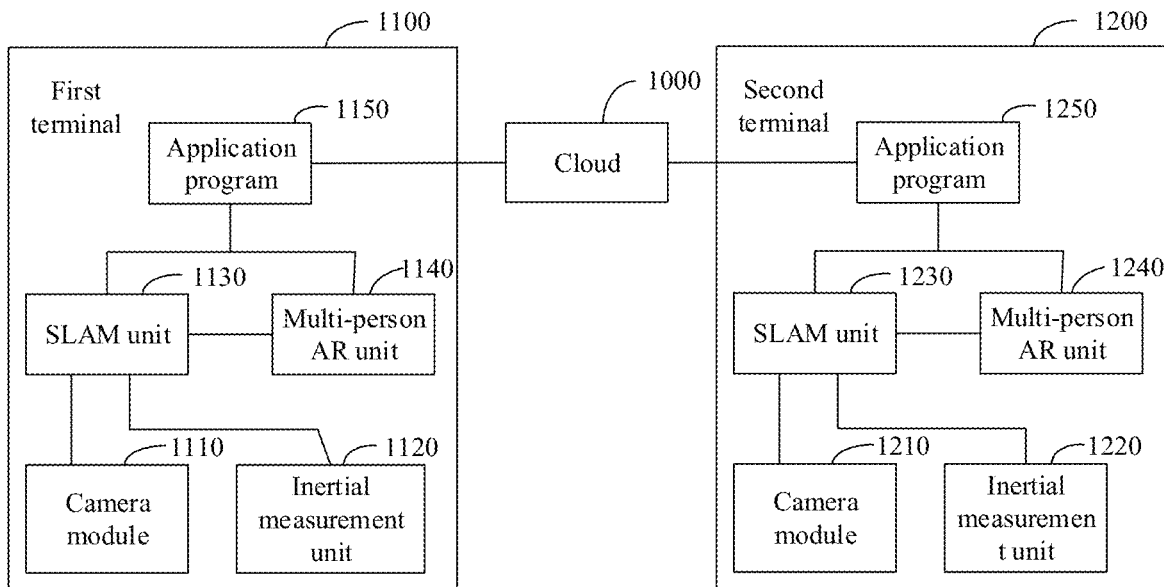 1100
First
terminal
1150
Application
program
1130
SLAM unit
1140
Multi-person
AR unit
1110
Camera
module
1120
Inertial
measurement
unit
1000
Cloud
1200
Second
terminal
1250
Application
program
1230
SLAM unit
1240
Multi-person
AR unit
1210
Camera
module
1220
Inertial
measuremen
t unit